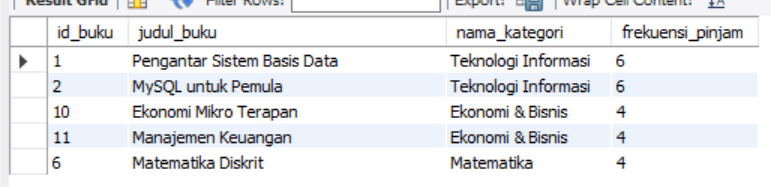 Result Grid | Filter Rows: | Export: | Wrap Cell Content:
id_buku judul_buku nama_kategori frekuensi_pinjam
1 Pengantar Sistem Basis Data Teknologi Informasi 6
2 MySQL untuk Pemula Teknologi Informasi 6
10 Ekonomi Mikro Terapan Ekonomi & Bisnis 4
11 Manajemen Keuangan Ekonomi & Bisnis 4
6 Matematika Diskrit Matematika 4